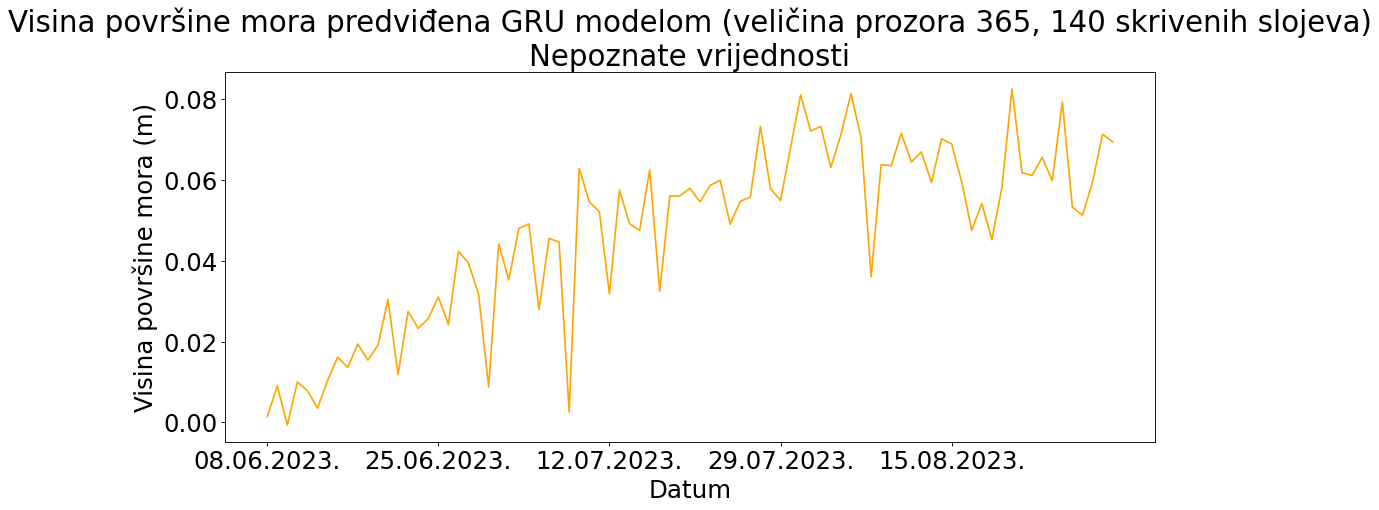 Visina površine mora predviđena GRU modelom (veličina prozora 365, 140 skrivenih slojeva)
Nepoznate vrijednosti
Visina površine mora (m)
0.08
0.06
0.04
0.02
0.00
08.06.2023. 25.06.2023. 12.07.2023. 29.07.2023. 15.08.2023.
Datum